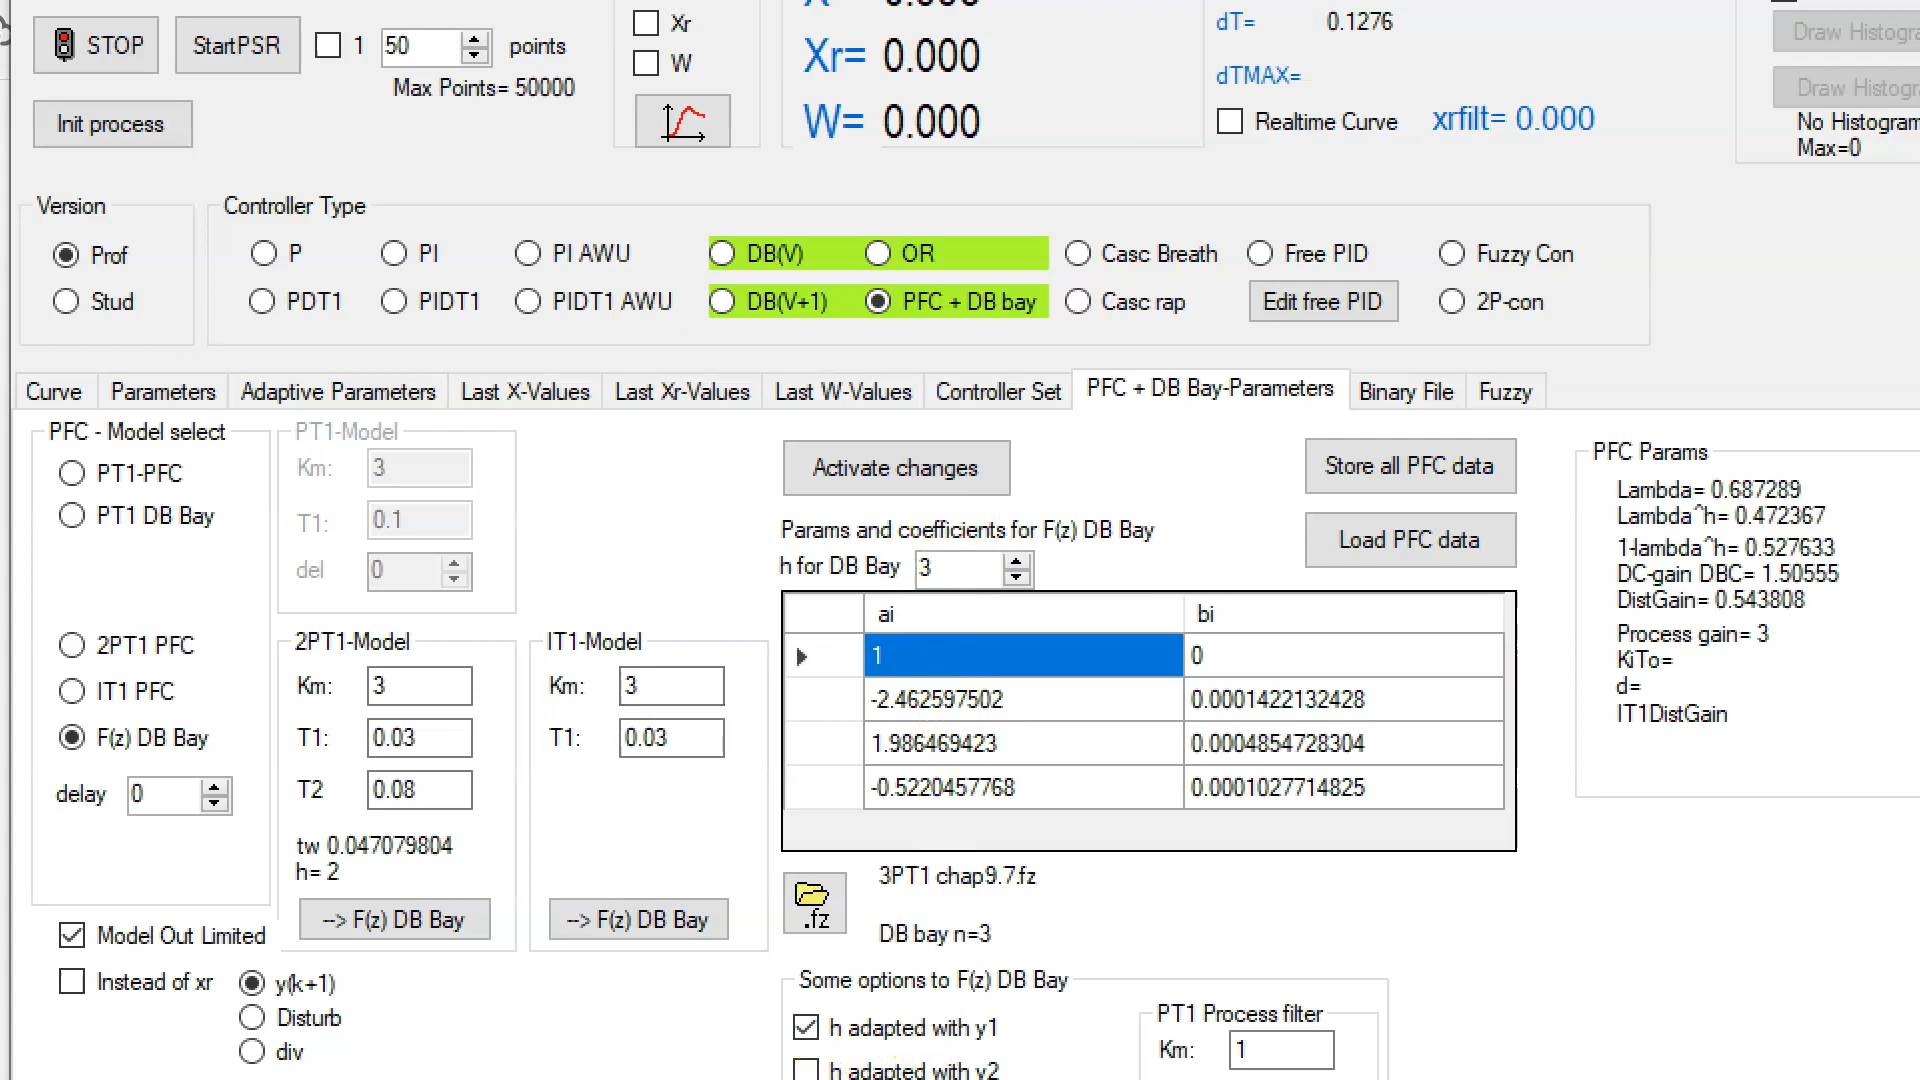 STOP
StartPSR
1
50
points
Max Points= 50000
Init process
Xr
W
Xr= 0.000
W= 0.000
dT= 0.1276
dTMAX=
Realtime Curve
xrfilt= 0.000
Draw Histogra
Draw Histogr
No Histogram
Max=0
Version
Prof
Stud
Controller Type
P
PI
PI AWU
DB(V)
OR
Casc Breath
Free PID
Fuzzy Con
PDT1
PIDT1
PIDT1 AWU
DB(V+1)
PFC + DB bay
Casc rap
Edit free PID
2P-con
Curve
Parameters
Adaptive Parameters
Last X-Values
Last Xr-Values
Last W-Values
Controller Set
PFC + DB Bay-Parameters
Binary File
Fuzzy
PFC - Model select
PT1-PFC
PT1 DB Bay
2PT1 PFC
IT1 PFC
F(z) DB Bay
delay 0
PT1-Model
Km: 3
T1: 0.1
del 0
2PT1-Model
Km: 3
T1: 0.03
T2 0.08
tw 0.047079804
h= 2
--> F(z) DB Bay
IT1-Model
Km: 3
T1: 0.03
--> F(z) DB Bay
Model Out Limited
Instead of xr
y(k+1)
Disturb
div
Activate changes
Store all PFC data
Load PFC data
Params and coefficients for F(z) DB Bay
h for DB Bay 3
ai bi
1 0
-2.462597502 0.0001422132428
1.986469423 0.0004854728304
-0.5220457768 0.0001027714825
.fz
3PT1 chap9.7.fz
DB bay n=3
Some options to F(z) DB Bay
h adapted with y1
h adapted with y2
PT1 Process filter
Km: 1
PFC Params
Lambda= 0.687289
Lambda^h= 0.472367
1-lambda^h= 0.527633
DC-gain DBC= 1.50555
DistGain= 0.543808
Process gain= 3
KiTo=
d=
IT1DistGain